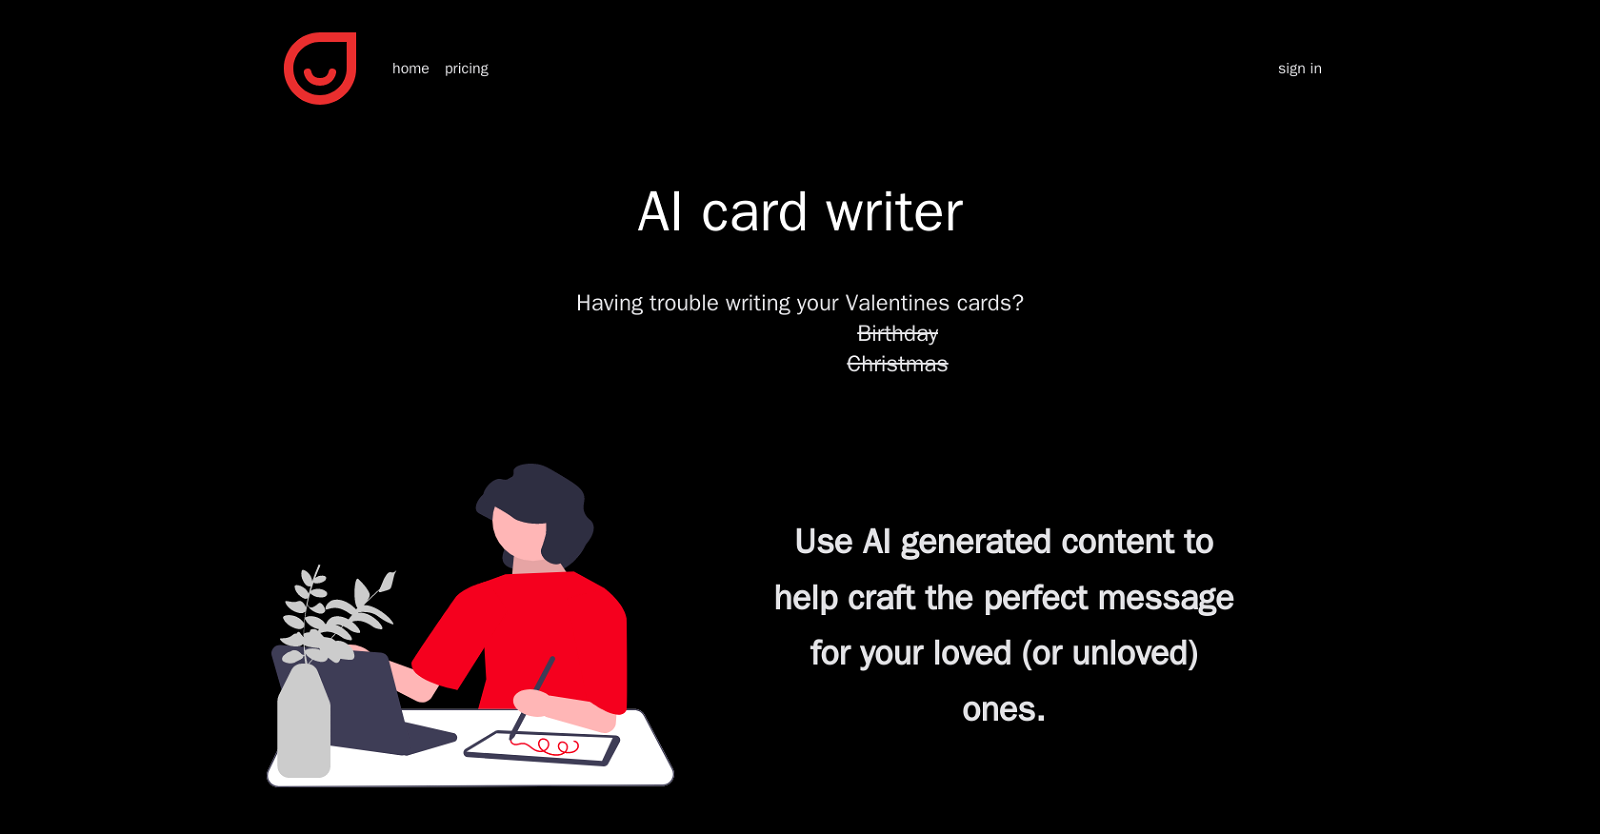 home pricing sign in
AI card writer
Having trouble writing your Valentines cards?
Birthday
Christmas
Use AI generated content to
help craft the perfect message
for your loved (or unloved)
ones.